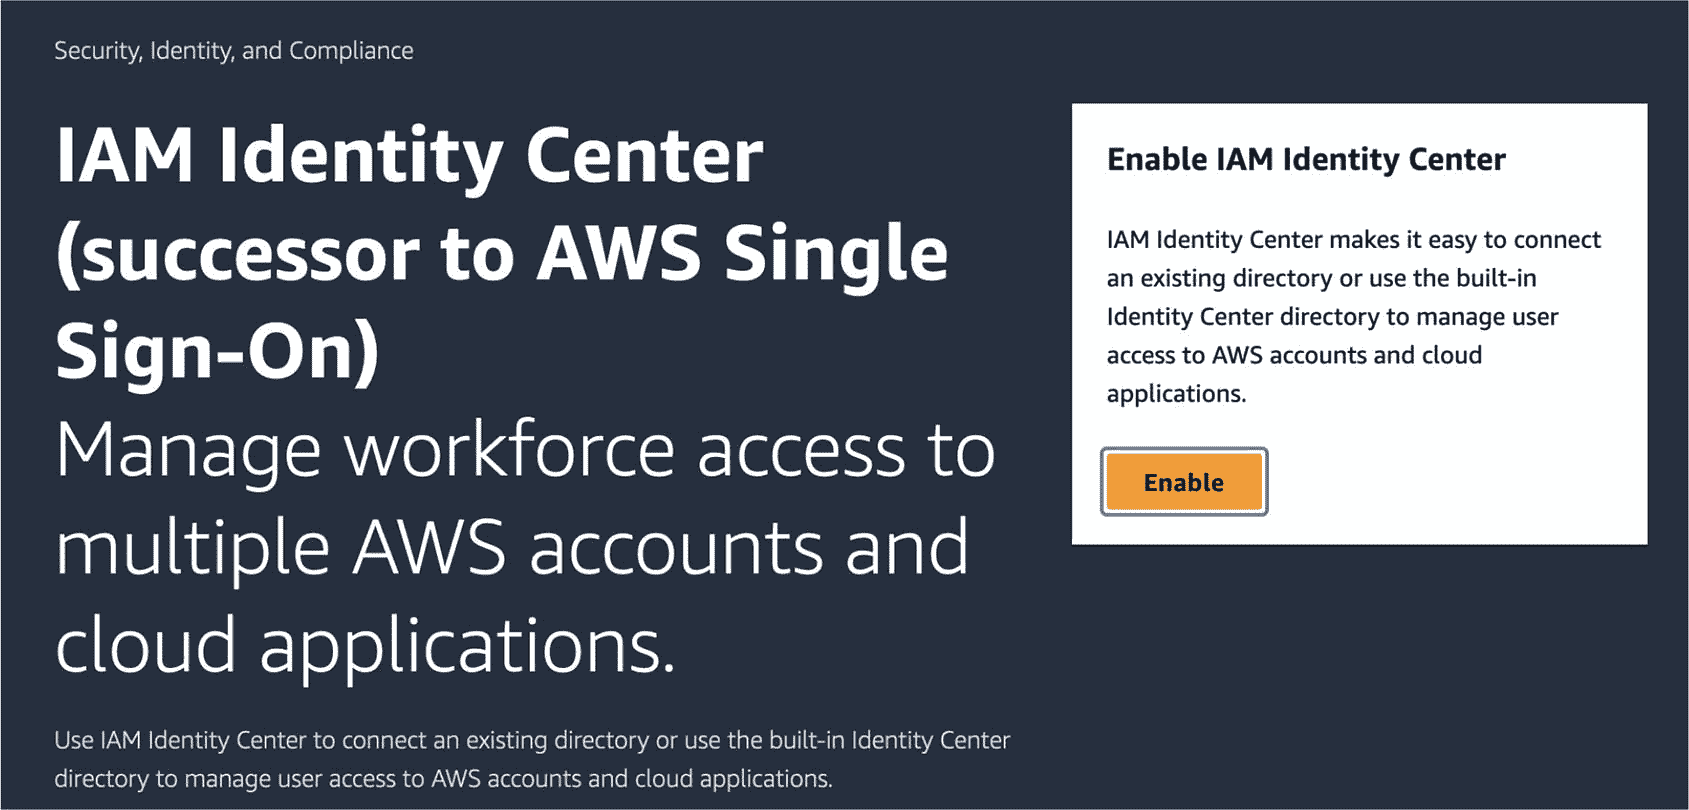 Security, Identity, and Compliance
IAM Identity Center
(successor to AWS Single
Sign-On)
Manage workforce access to
multiple AWS accounts and
cloud applications.
Use IAM Identity Center to connect an existing directory or use the built-in Identity Center
directory to manage user access to AWS accounts and cloud applications.
Enable IAM Identity Center
IAM Identity Center makes it easy to connect
an existing directory or use the built-in
Identity Center directory to manage user
access to AWS accounts and cloud
applications.
Enable